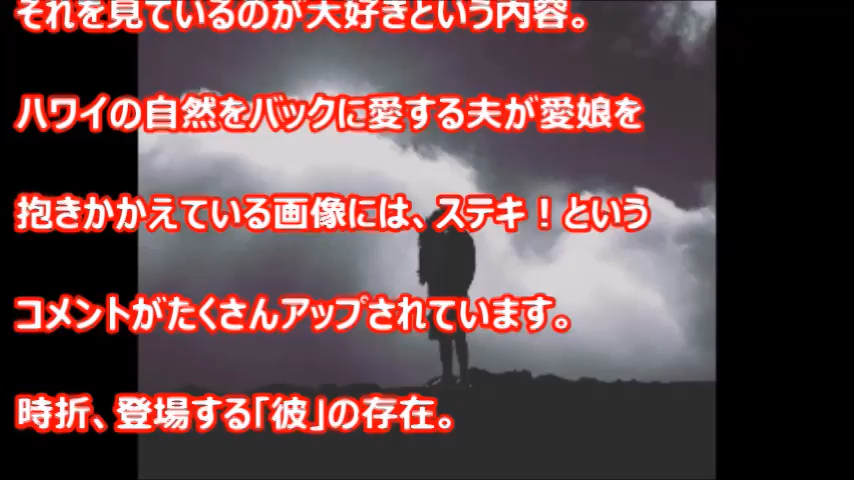 それを見ているのが大好きという内容。
ハワイの自然をバックに愛する夫が愛娘を
抱きかかえている画像には、ステキ！という
コメントがたくさんアップされています。
時折、登場する「彼」の存在。